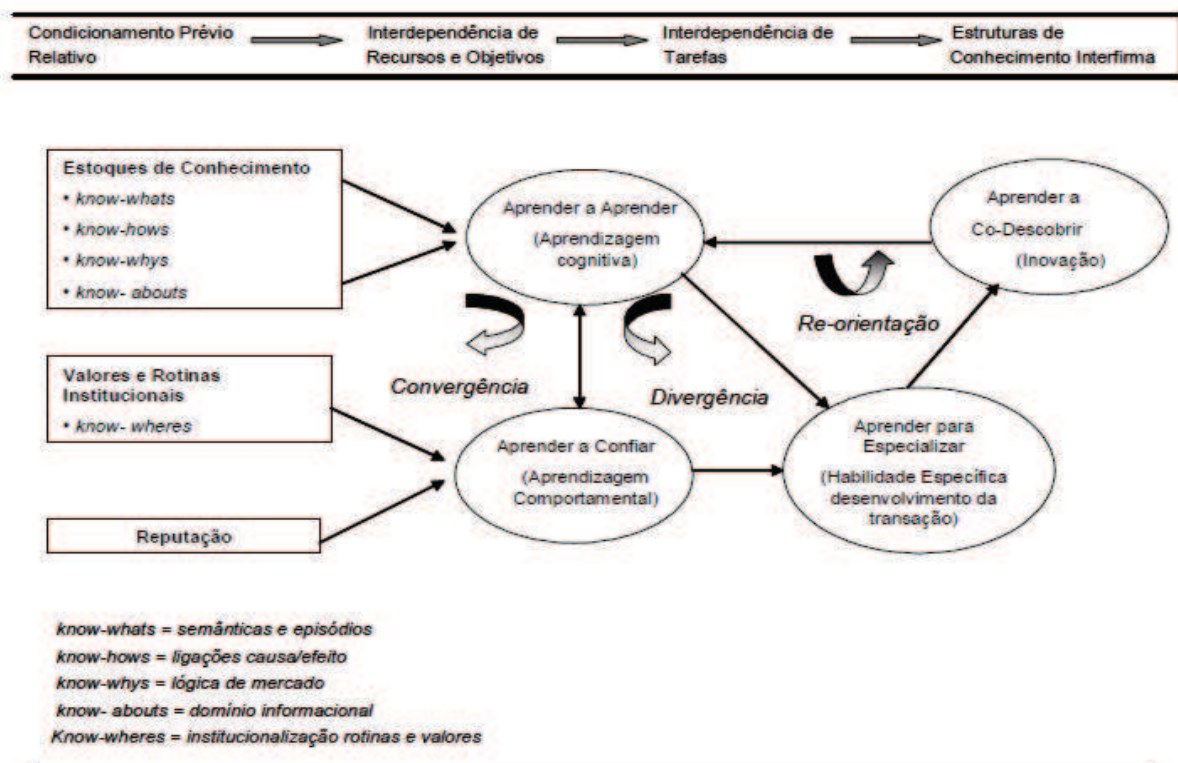 Condicionamento Prévio
Relativo
Interdependência de
Recursos e Objetivos
Interdependência de
Tarefas
Estruturas de
Conhecimento Interfirma
Estoques de Conhecimento
• know-whats
• know-hows
• know-whys
• know- abouts
Valores e Rotinas
Institucionais
• know- wheres
Reputação
Aprender a Aprender
(Aprendizagem
cognitiva)
Convergência
Divergência
Aprender a Confiar
(Aprendizagem
Comportamental)
Aprender a
Co-Descobrir
(Inovação)
Re-orientação
Aprender para
Especializar
(Habilidade Específica
desenvolvimento da
transação)
know-whats = semânticas e episódios
know-hows = ligações causa/efeito
know-whys = lógica de mercado
know- abouts = domínio informacional
Know-wheres = institucionalização rotinas e valores